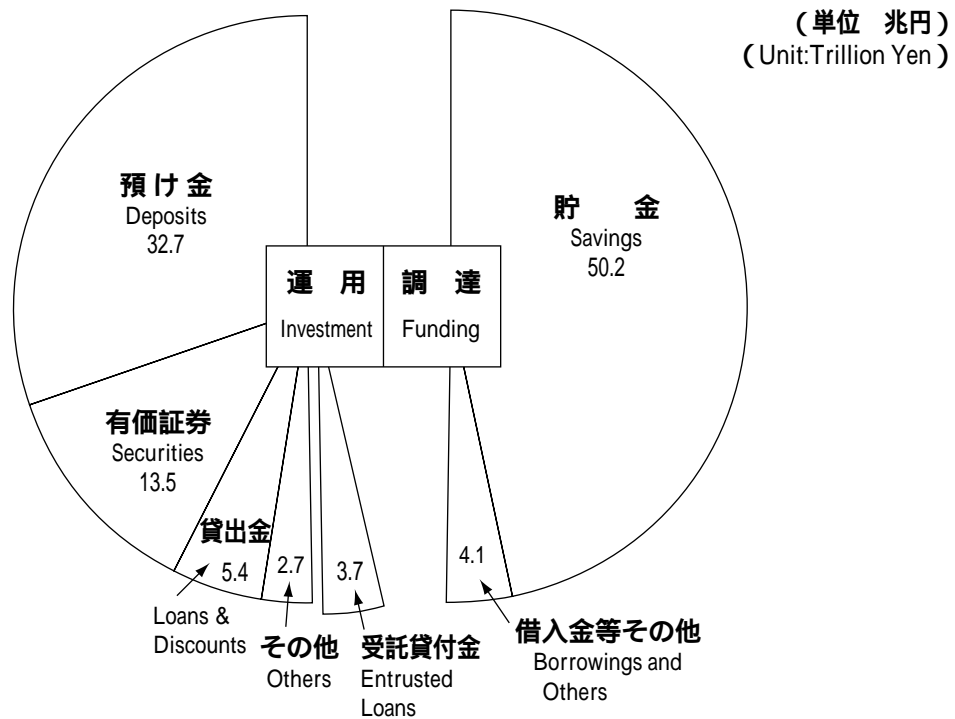 （単位　兆円）
（Unit:Trillion Yen）
預け金
Deposits
32.7
貯　金
Savings
50.2
運　用
Investment
調　達
Funding
有価証券
Securities
13.5
貸出金
5.4
Loans &
Discounts
2.7
その他
Others
3.7
受託貸付金
Entrusted
Loans
4.1
借入金等その他
Borrowings and
Others